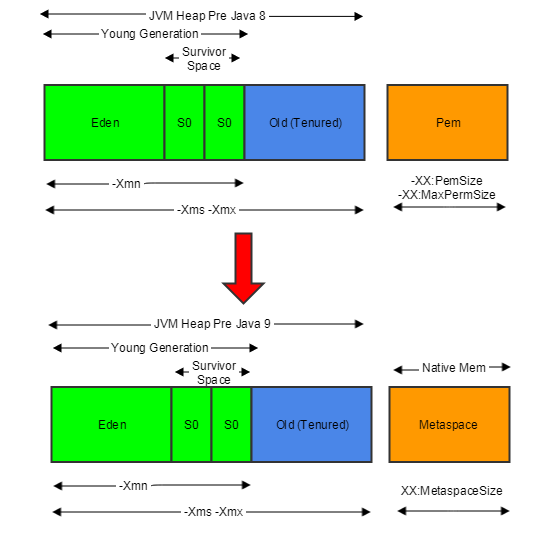 JVM Heap Pre Java 8
Young Generation
Survivor
Space
Eden
S0
S0
Old (Tenured)
Pem
-Xmn
-Xms -Xmx
-XX:PemSize
-XX:MaxPermSize
JVM Heap Pre Java 9
Young Generation
Survivor
Space
Native Mem
Eden
S0
S0
Old (Tenured)
Metaspace
-Xmn
XX:MetaspaceSize
-Xms -Xmx